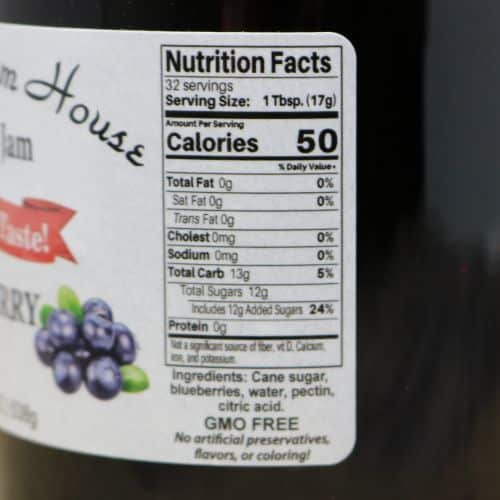 House
Jam
Taste!
Nutrition Facts
32 servings
Serving Size: 1 Tbsp. (17g)
Amount Per Serving
Calories 50
% Daily Value*
Total Fat 0g 0%
Sat Fat 0g 0%
Trans Fat 0g
Cholest 0mg 0%
Sodium 0mg 0%
Total Carb 13g 5%
Total Sugars 12g
Includes 12g Added Sugars 24%
Protein 0g
Not a significant source of fiber, vit D, Calcium,
iron, and potassium.
Ingredients: Cane sugar,
blueberries, water, pectin,
citric acid.
GMO FREE
No artificial preservatives,
flavors, or coloring!